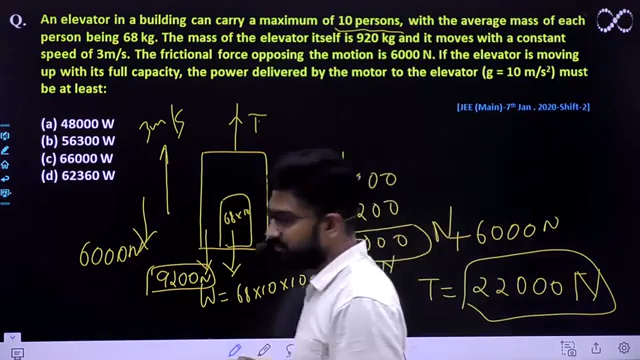 Q. An elevator in a building can carry a maximum of 10 persons, with the average mass of each
person being 68 kg. The mass of the elevator itself is 920 kg and it moves with a constant
speed of 3m/s. The frictional force opposing the motion is 6000 N. If the elevator is moving
up with its full capacity, the power delivered by the motor to the elevator (g = 10 m/s²) must
be at least:
[JEE (Main)-7th Jan. 2020-Shift-2]
(a) 48000 W
(b) 56300 W
(c) 66000 W
(d) 62360 W
3m/s
T
68×10
6000N
9200N
W = 68×10×10
00
200
000 N + 6000N
T = 22000 N